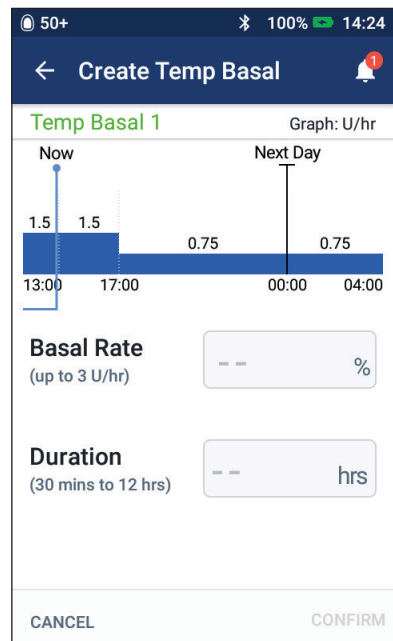 50+ 100% 14:24
Create Temp Basal 1
Temp Basal 1 Graph: U/hr
Now Next Day
1.5 1.5 0.75 0.75
13:00 17:00 00:00 04:00
Basal Rate
(up to 3 U/hr)
-- %
Duration
(30 mins to 12 hrs)
-- hrs
CANCEL CONFIRM